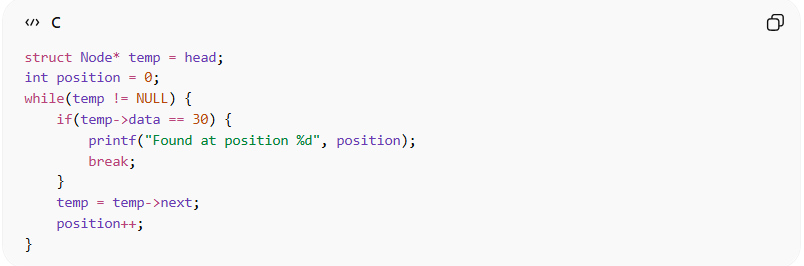 </> C
struct Node* temp = head;
int position = 0;
while(temp != NULL) {
    if(temp->data == 30) {
        printf("Found at position %d", position);
        break;
    }
    temp = temp->next;
    position++;
}